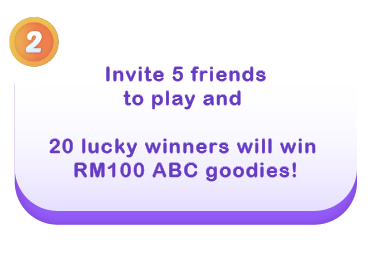 2
Invite 5 friends
to play and
20 lucky winners will win
RM100 ABC goodies!